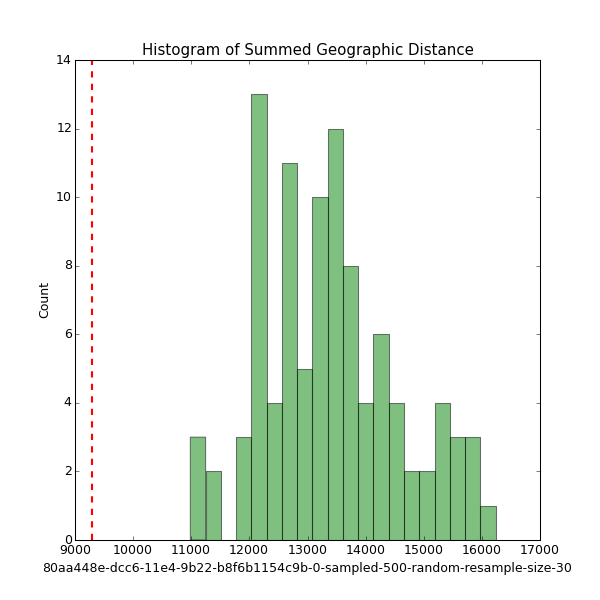 Histogram of Summed Geographic Distance
14
12
10
8
6
4
2
0
Count
9000 10000 11000 12000 13000 14000 15000 16000 17000
80aa448e-dcc6-11e4-9b22-b8f6b1154c9b-0-sampled-500-random-resample-size-30